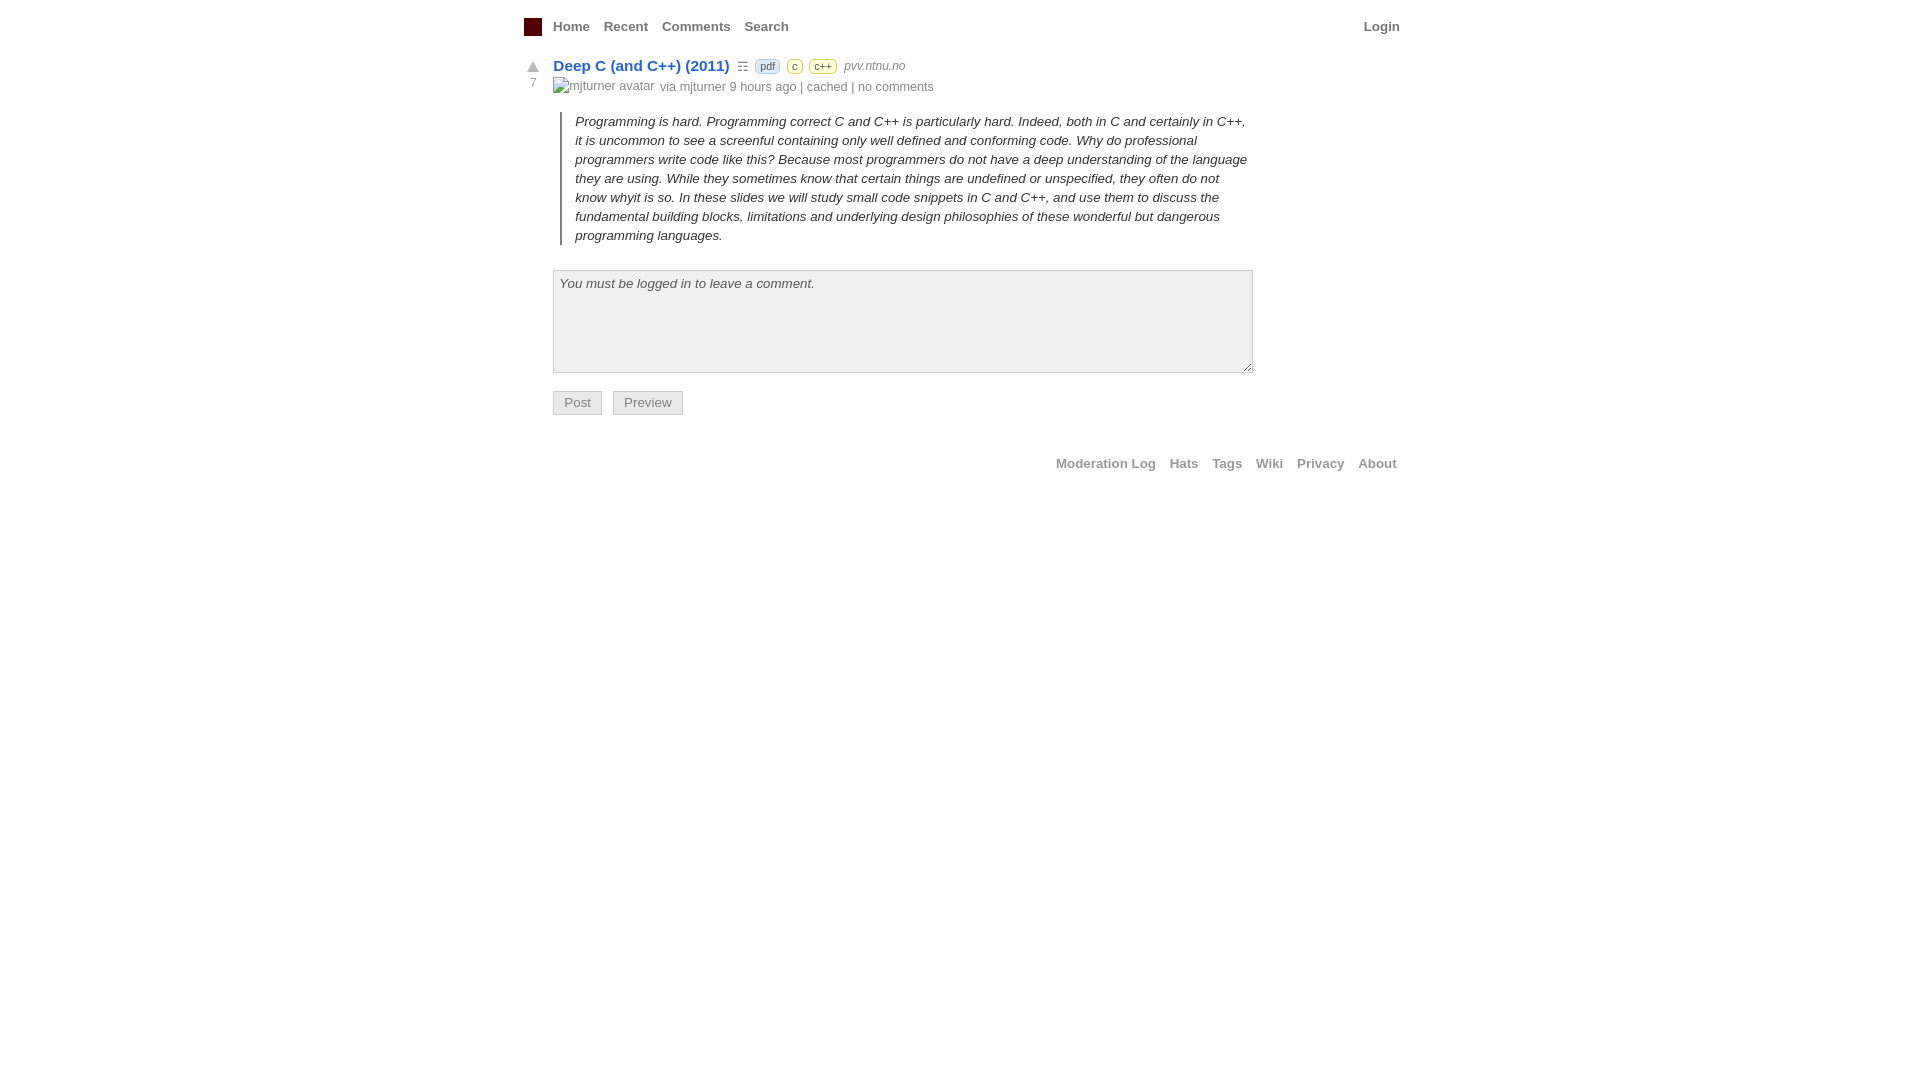 Home Recent Comments Search Login
Deep C (and C++) (2011) ☶ pdf c c++ pvv.ntnu.no
7
mjturner avatar via mjturner 9 hours ago | cached | no comments
Programming is hard. Programming correct C and C++ is particularly hard. Indeed, both in C and certainly in C++,
it is uncommon to see a screenful containing only well defined and conforming code. Why do professional
programmers write code like this? Because most programmers do not have a deep understanding of the language
they are using. While they sometimes know that certain things are undefined or unspecified, they often do not
know whyit is so. In these slides we will study small code snippets in C and C++, and use them to discuss the
fundamental building blocks, limitations and underlying design philosophies of these wonderful but dangerous
programming languages.
You must be logged in to leave a comment.
Post Preview
Moderation Log Hats Tags Wiki Privacy About